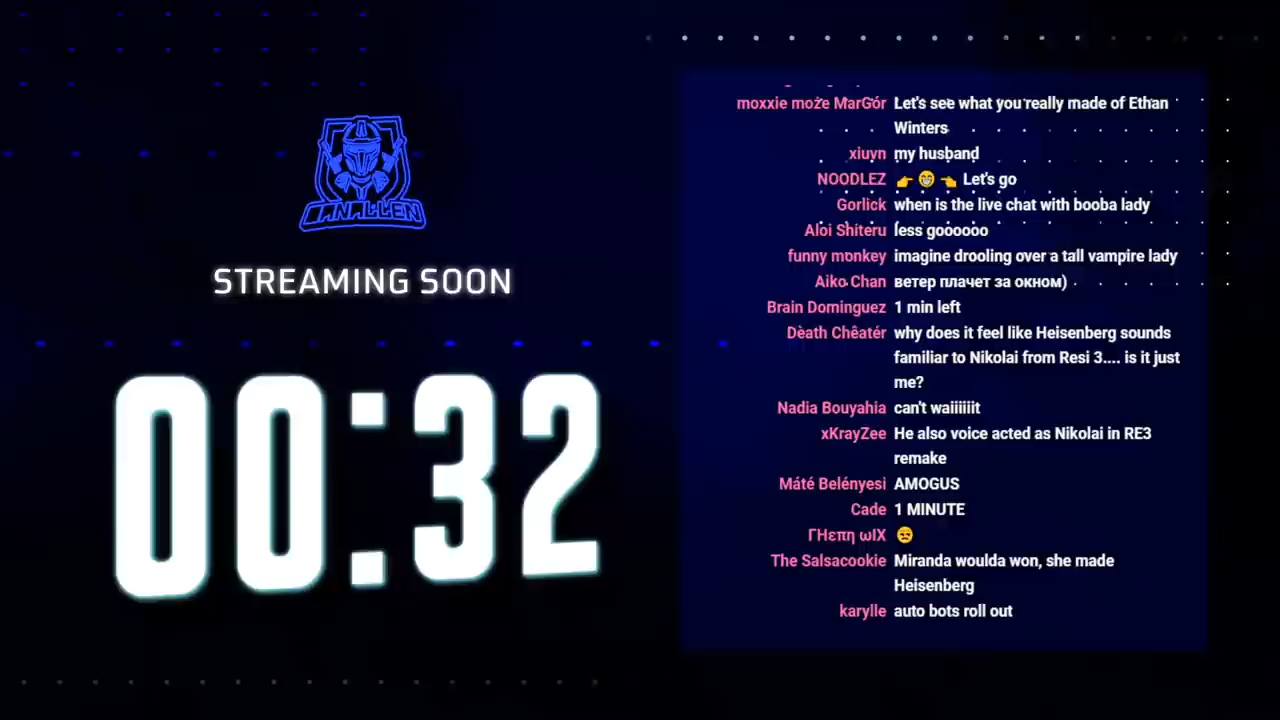 DANALLEN
STREAMING SOON
00:32
moxxie może MarGór Let's see what you really made of Ethan
Winters
xiuyn my husband
NOODLEZ 👉 😁 👈 Let's go
Gorlick when is the live chat with booba lady
Aloi Shiteru less goooooo
funny monkey imagine drooling over a tall vampire lady
Aiko Chan ветер плачет за окном)
Brain Dominguez 1 min left
Dèath Chêatér why does it feel like Heisenberg sounds
familiar to Nikolai from Resi 3.... is it just
me?
Nadia Bouyahia can't waiiiiiit
xKrayZee He also voice acted as Nikolai in RE3
remake
Máté Belényesi AMOGUS
Cade 1 MINUTE
ΓΗεπη ωΙΧ 😒
The Salsacookie Miranda woulda won, she made
Heisenberg
karylle auto bots roll out